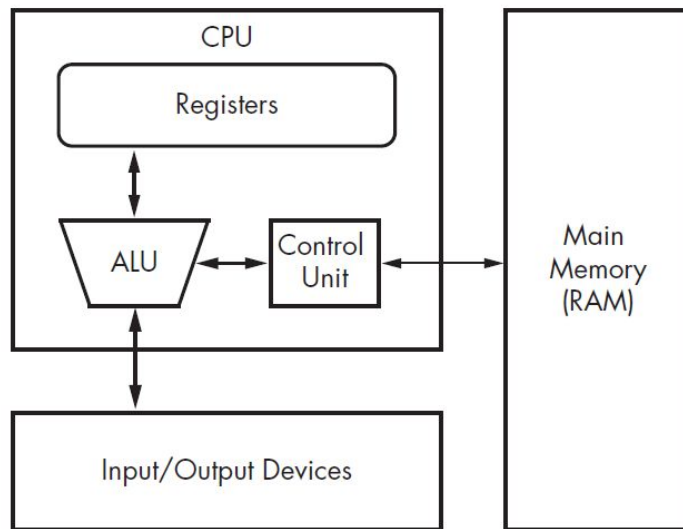 CPU
Registers
ALU
Control
Unit
Main
Memory
(RAM)
Input/Output Devices